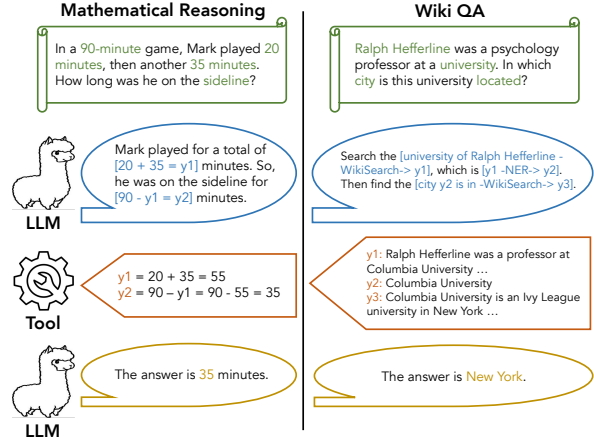 Mathematical Reasoning
In a 90-minute game, Mark played 20
minutes, then another 35 minutes.
How long was he on the sideline?
Mark played for a total of
[20 + 35 = y1] minutes. So,
he was on the sideline for
[90 - y1 = y2] minutes.
LLM
y1 = 20 + 35 = 55
y2 = 90 – y1 = 90 - 55 = 35
Tool
The answer is 35 minutes.
LLM
Wiki QA
Ralph Hefferline was a psychology
professor at a university. In which
city is this university located?
Search the [university of Ralph Hefferline -
WikiSearch-> y1], which is [y1 -NER-> y2].
Then find the [city y2 is in -WikiSearch-> y3].
y1: Ralph Hefferline was a professor at
Columbia University ...
y2: Columbia University
y3: Columbia University is an Ivy League
university in New York ...
The answer is New York.